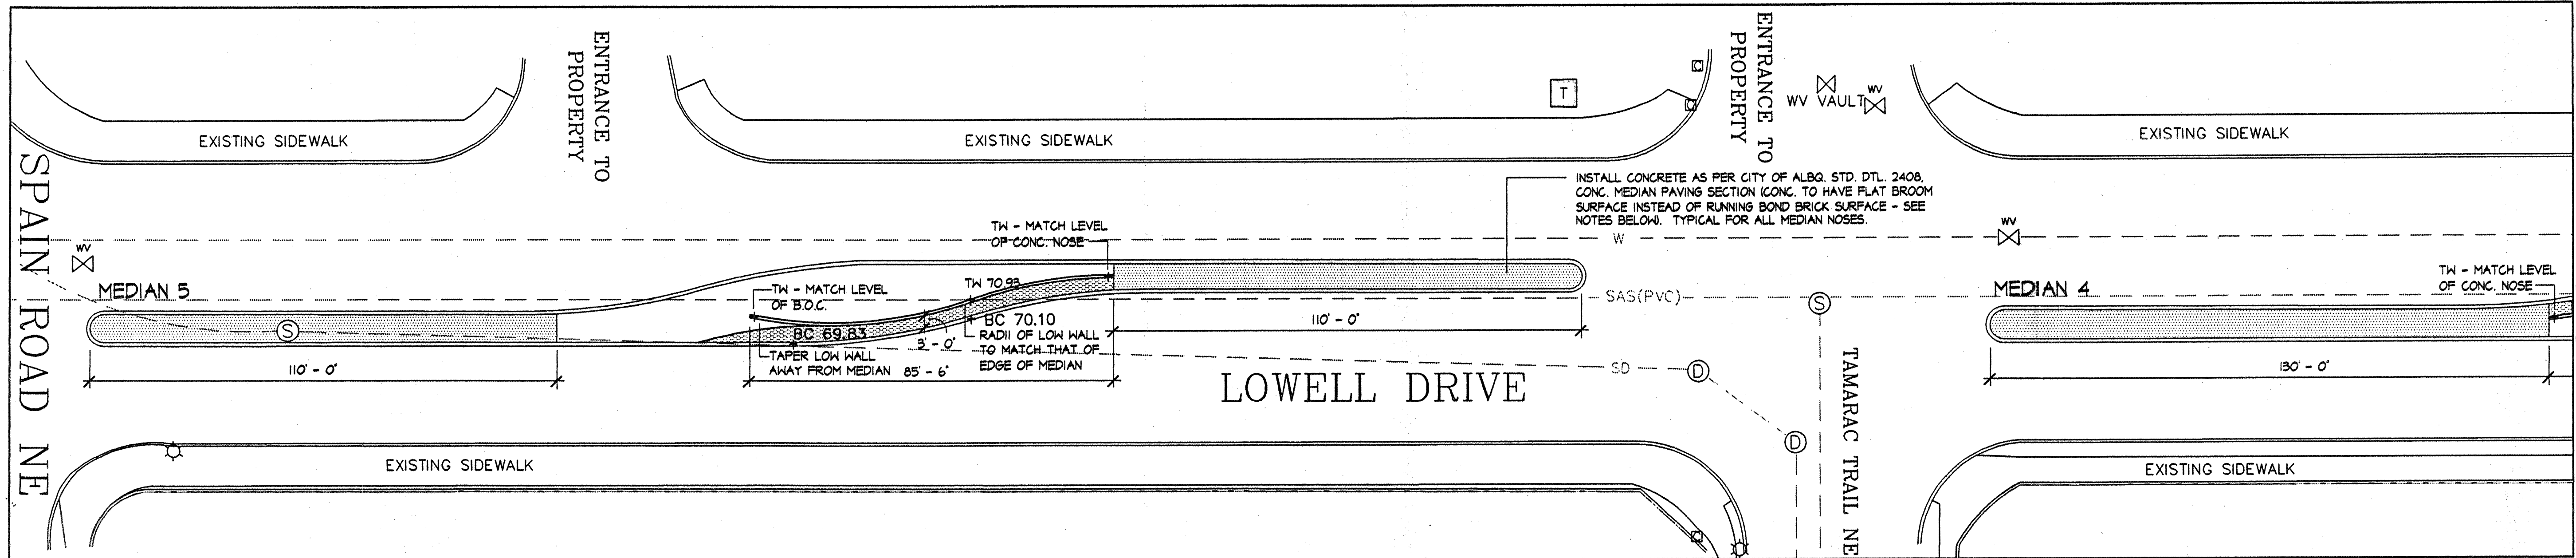 ENTRANCE TO
PROPERTY
ENTRANCE TO
PROPERTY
T
C
C
WV VAULT
WV
EXISTING SIDEWALK
EXISTING SIDEWALK
EXISTING SIDEWALK
SPAIN ROAD NE
INSTALL CONCRETE AS PER CITY OF ALBQ. STD. DTL. 2408,
CONC. MEDIAN PAVING SECTION (CONC. TO HAVE FLAT BROOM
SURFACE INSTEAD OF RUNNING BOND BRICK SURFACE - SEE
NOTES BELOW). TYPICAL FOR ALL MEDIAN NOSES.
WV
W
WV
TW - MATCH LEVEL
OF CONC. NOSE
TW - MATCH LEVEL
OF CONC. NOSE
MEDIAN 5
TW - MATCH LEVEL
OF B.O.C.
TW 70.93
SAS(PVC)
S
MEDIAN 4
S
BC 69.83
3' - 0"
BC 70.10
RADII OF LOW WALL
TO MATCH THAT OF
EDGE OF MEDIAN
110' - 0"
TAPER LOW WALL
AWAY FROM MEDIAN
85' - 6"
110' - 0"
SD
D
130' - 0"
LOWELL DRIVE
D
TAMARAC TRAIL NE
EXISTING SIDEWALK
EXISTING SIDEWALK
C